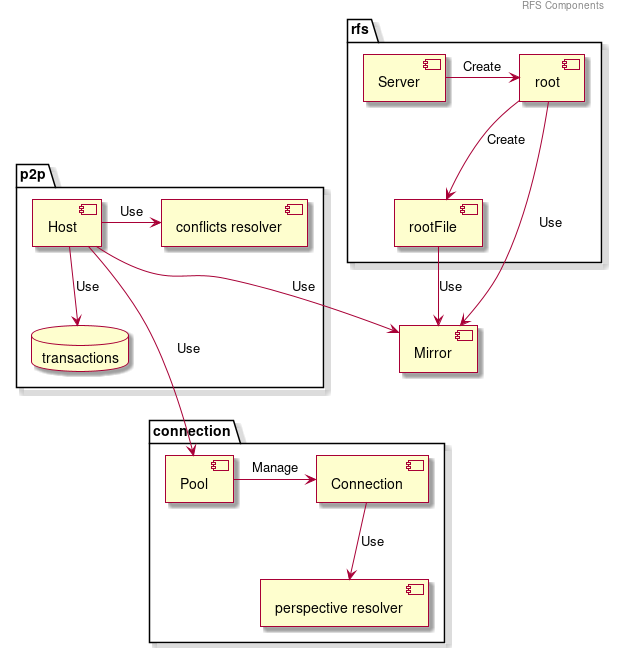 RFS Components
rfs
Server
Create
root
Create
Use
rootFile
Use
Mirror
p2p
Host
Use
conflicts resolver
Use
Use
Use
transactions
connection
Pool
Manage
Connection
Use
perspective resolver